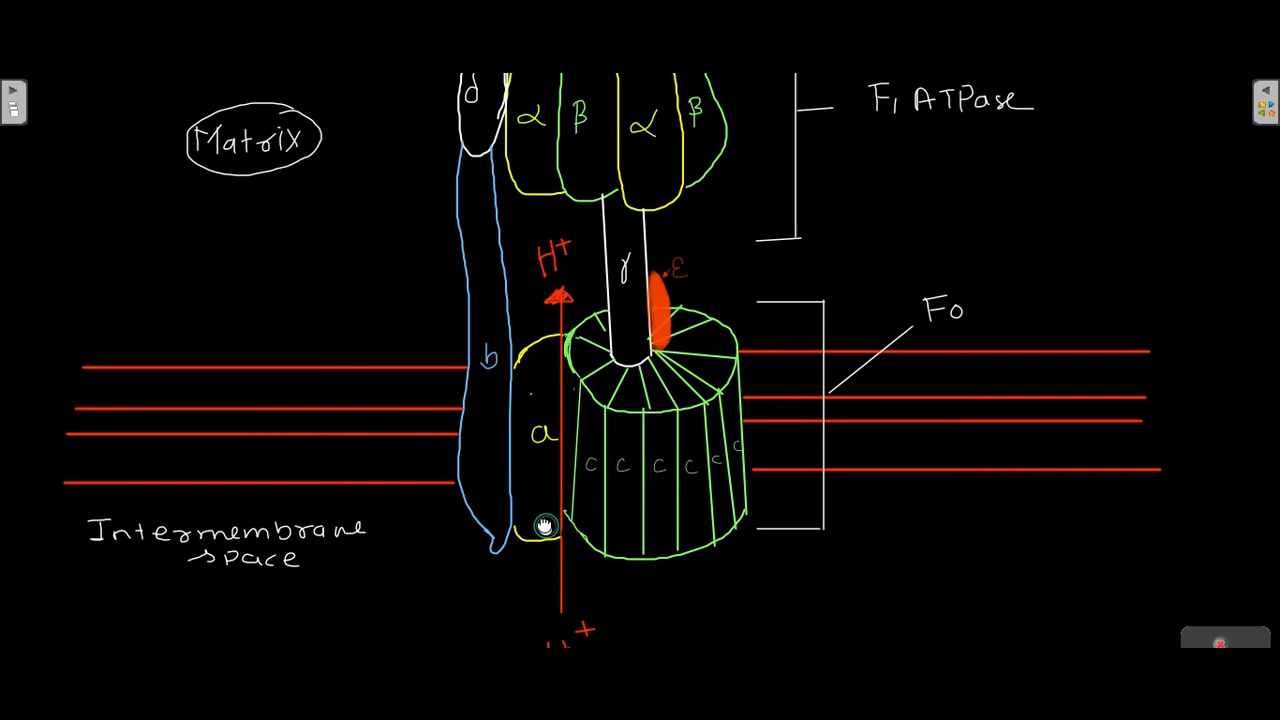 d
α
β
α
β
F1 ATPase
Matrix
H+
γ
ε
Fo
b
a
c c c c c c
Intermembrane
space
H+